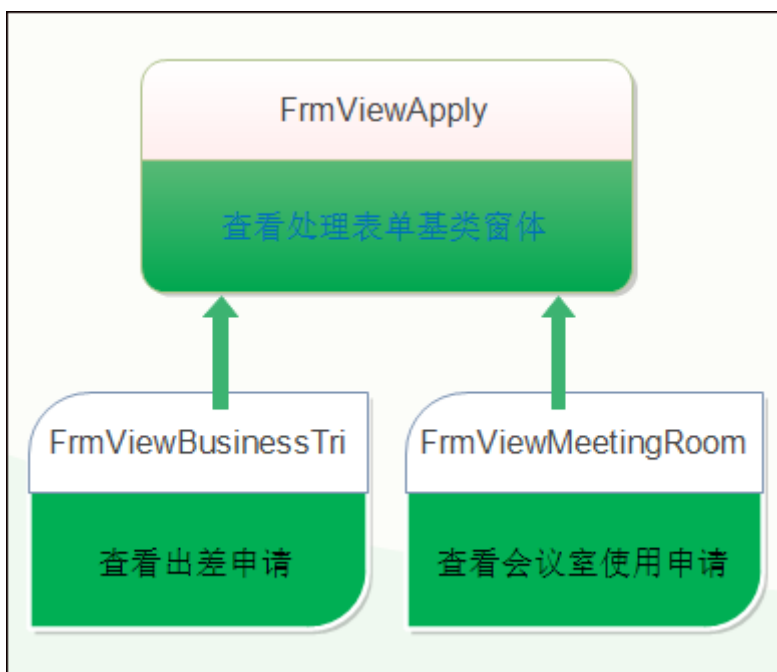 FrmViewApply
查看处理表单基类窗体
FrmViewBusinessTri
FrmViewMeetingRoom
查看出差申请
查看会议室使用申请